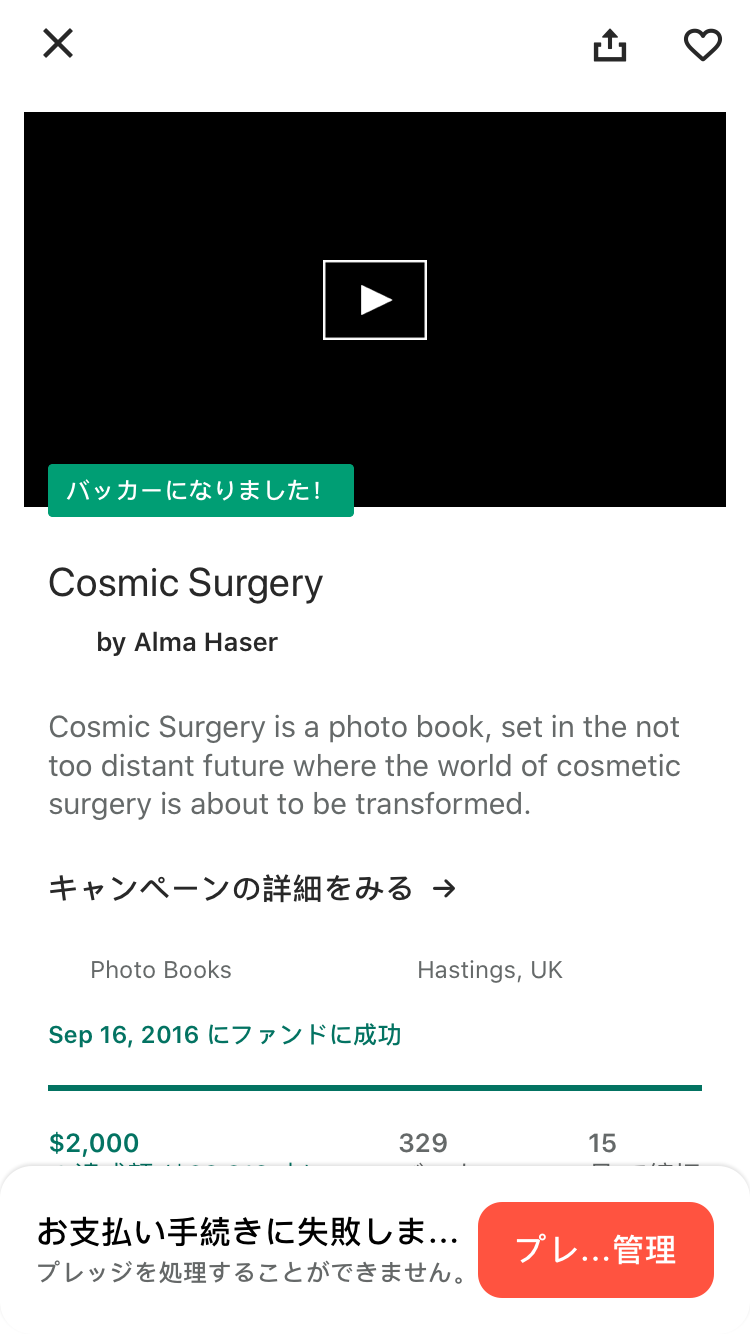 バッカーになりました!
Cosmic Surgery
by Alma Haser
Cosmic Surgery is a photo book, set in the not
too distant future where the world of cosmetic
surgery is about to be transformed.
キャンペーンの詳細をみる →
Photo Books
Hastings, UK
Sep 16, 2016 にファンドに成功
$2,000
329
15
お支払い手続きに失敗しま...
プレッジを処理することができません。
プレ...管理